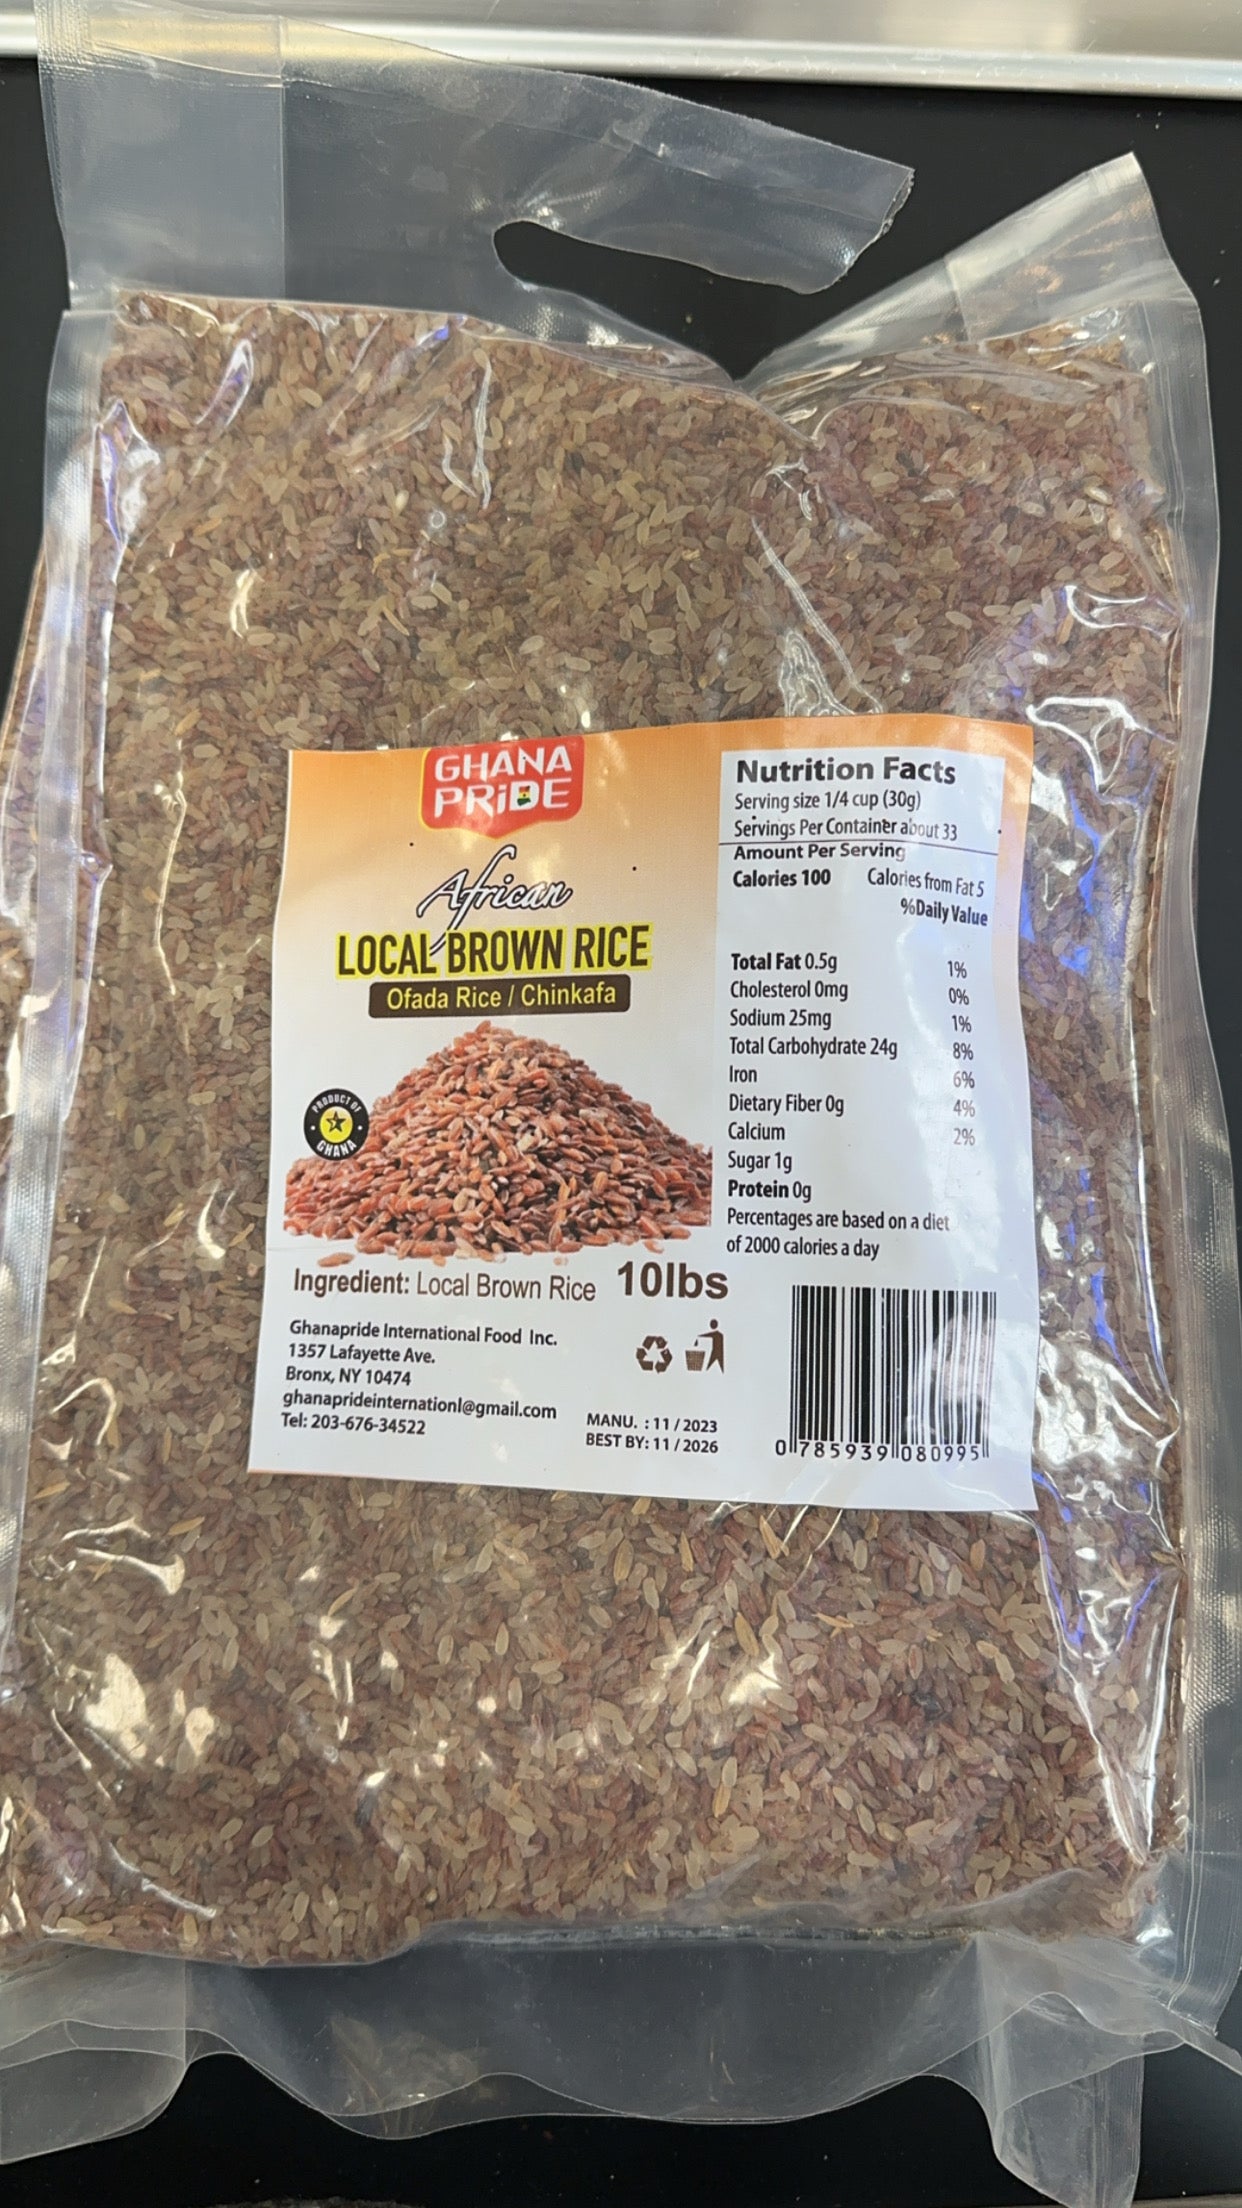 GHANA
PRiDE
African
LOCAL BROWN RICE
Ofada Rice / Chinkafa
PRODUCT OF
GHANA
Ingredient: Local Brown Rice
10lbs
Ghanapride International Food Inc.
1357 Lafayette Ave.
Bronx, NY 10474
ghanaprideinternationl@gmail.com
Tel: 203-676-34522
MANU. : 11 / 2023
BEST BY: 11 / 2026
Nutrition Facts
Serving size 1/4 cup (30g)
Servings Per Container about 33
Amount Per Serving
Calories 100 Calories from Fat 5
%Daily Value
Total Fat 0.5g 1%
Cholesterol 0mg 0%
Sodium 25mg 1%
Total Carbohydrate 24g 8%
Iron 6%
Dietary Fiber 0g 4%
Calcium 2%
Sugar 1g
Protein 0g
Percentages are based on a diet
of 2000 calories a day
0 785939 080995